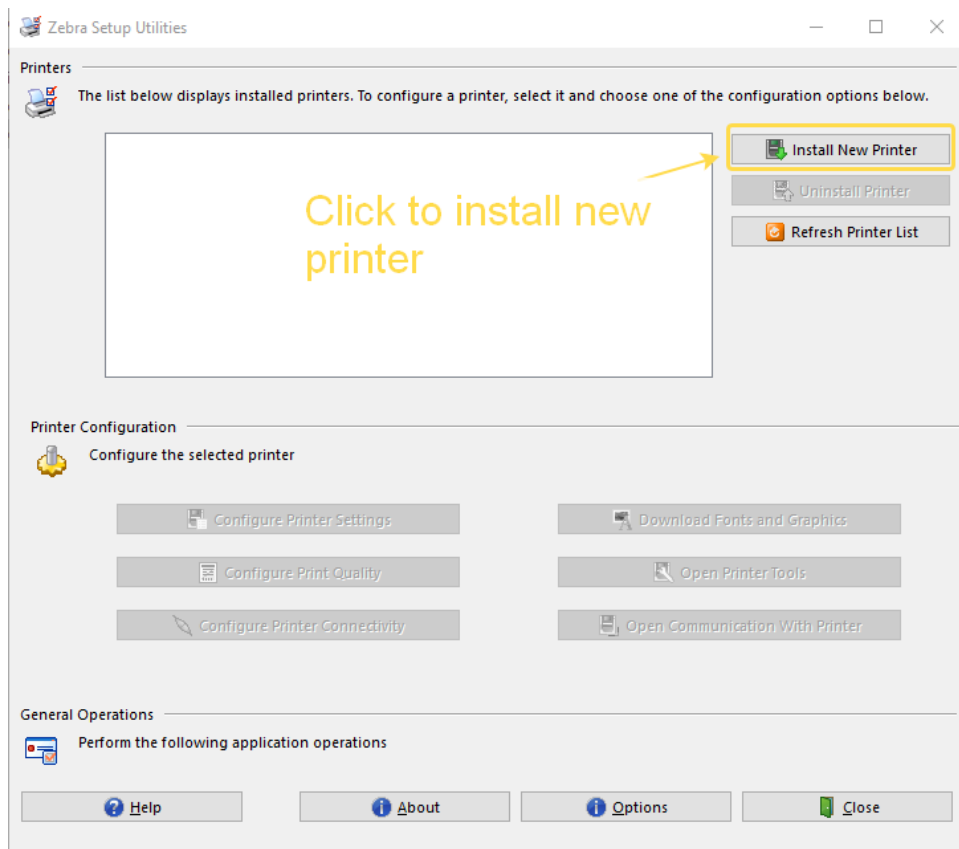 Zebra Setup Utilities
Printers
The list below displays installed printers. To configure a printer, select it and choose one of the configuration options below.
Install New Printer
Click to install new
printer
Uninstall Printer
Refresh Printer List
Printer Configuration
Configure the selected printer
Configure Printer Settings
Download Fonts and Graphics
Configure Print Quality
Open Printer Tools
Configure Printer Connectivity
Open Communication With Printer
General Operations
Perform the following application operations
Help
About
Options
Close